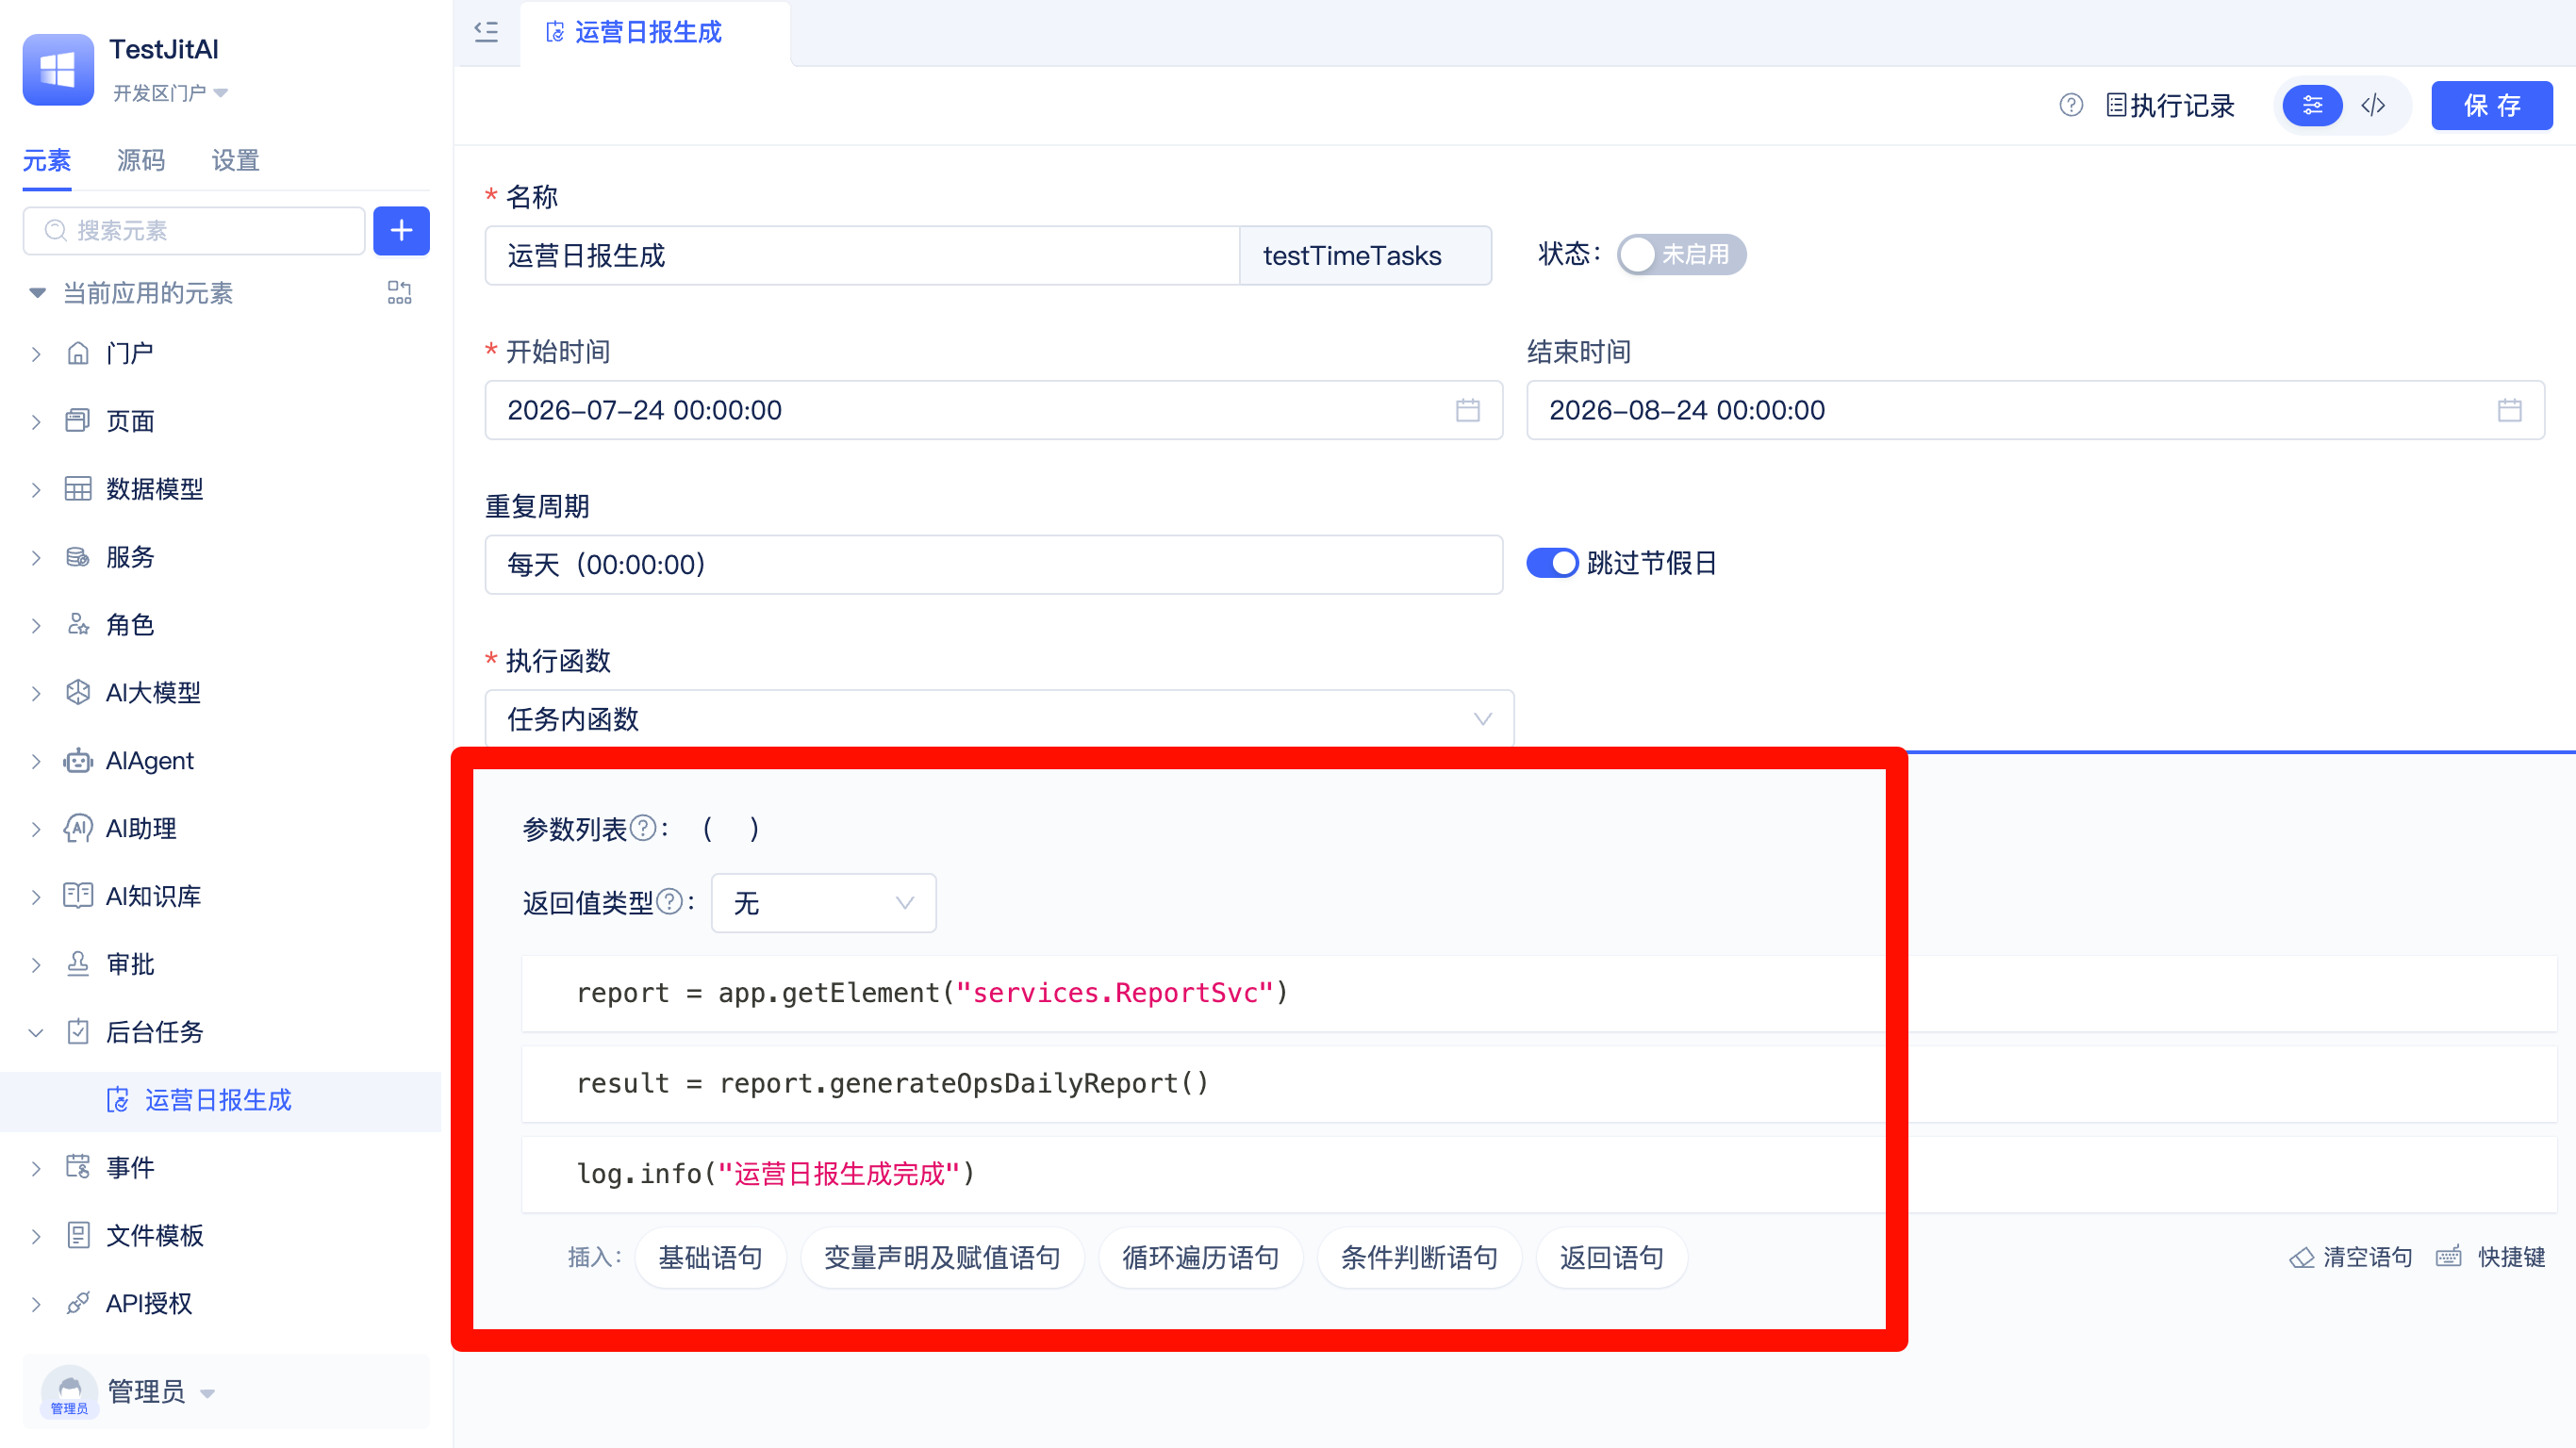 TestJitAI
开发区门户
元素 源码 设置
搜索元素
当前应用的元素
门户
页面
数据模型
服务
角色
AI大模型
AIAgent
AI助理
AI知识库
审批
后台任务
运营日报生成
事件
文件模板
API授权
管理员
管理员
运营日报生成
执行记录
保 存
* 名称
运营日报生成 testTimeTasks
状态: 未启用
* 开始时间
2026-07-24 00:00:00
结束时间
2026-08-24 00:00:00
重复周期
每天（00:00:00）
跳过节假日
* 执行函数
任务内函数
参数列表?: ( )
返回值类型?: 无
report = app.getElement("services.ReportSvc")
result = report.generateOpsDailyReport()
log.info("运营日报生成完成")
插入: 基础语句 变量声明及赋值语句 循环遍历语句 条件判断语句 返回语句
清空语句 快捷键